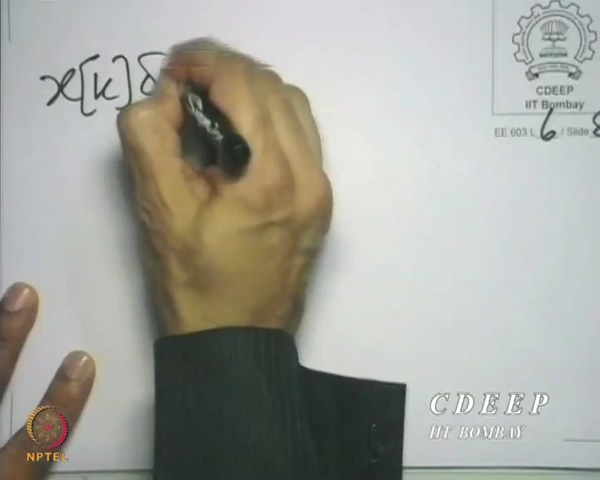 x[k]δ
CDEEP
IIT Bombay
EE 603 L 6 / Slide 8
CDEEP
IIT BOMBAY
NPTEL